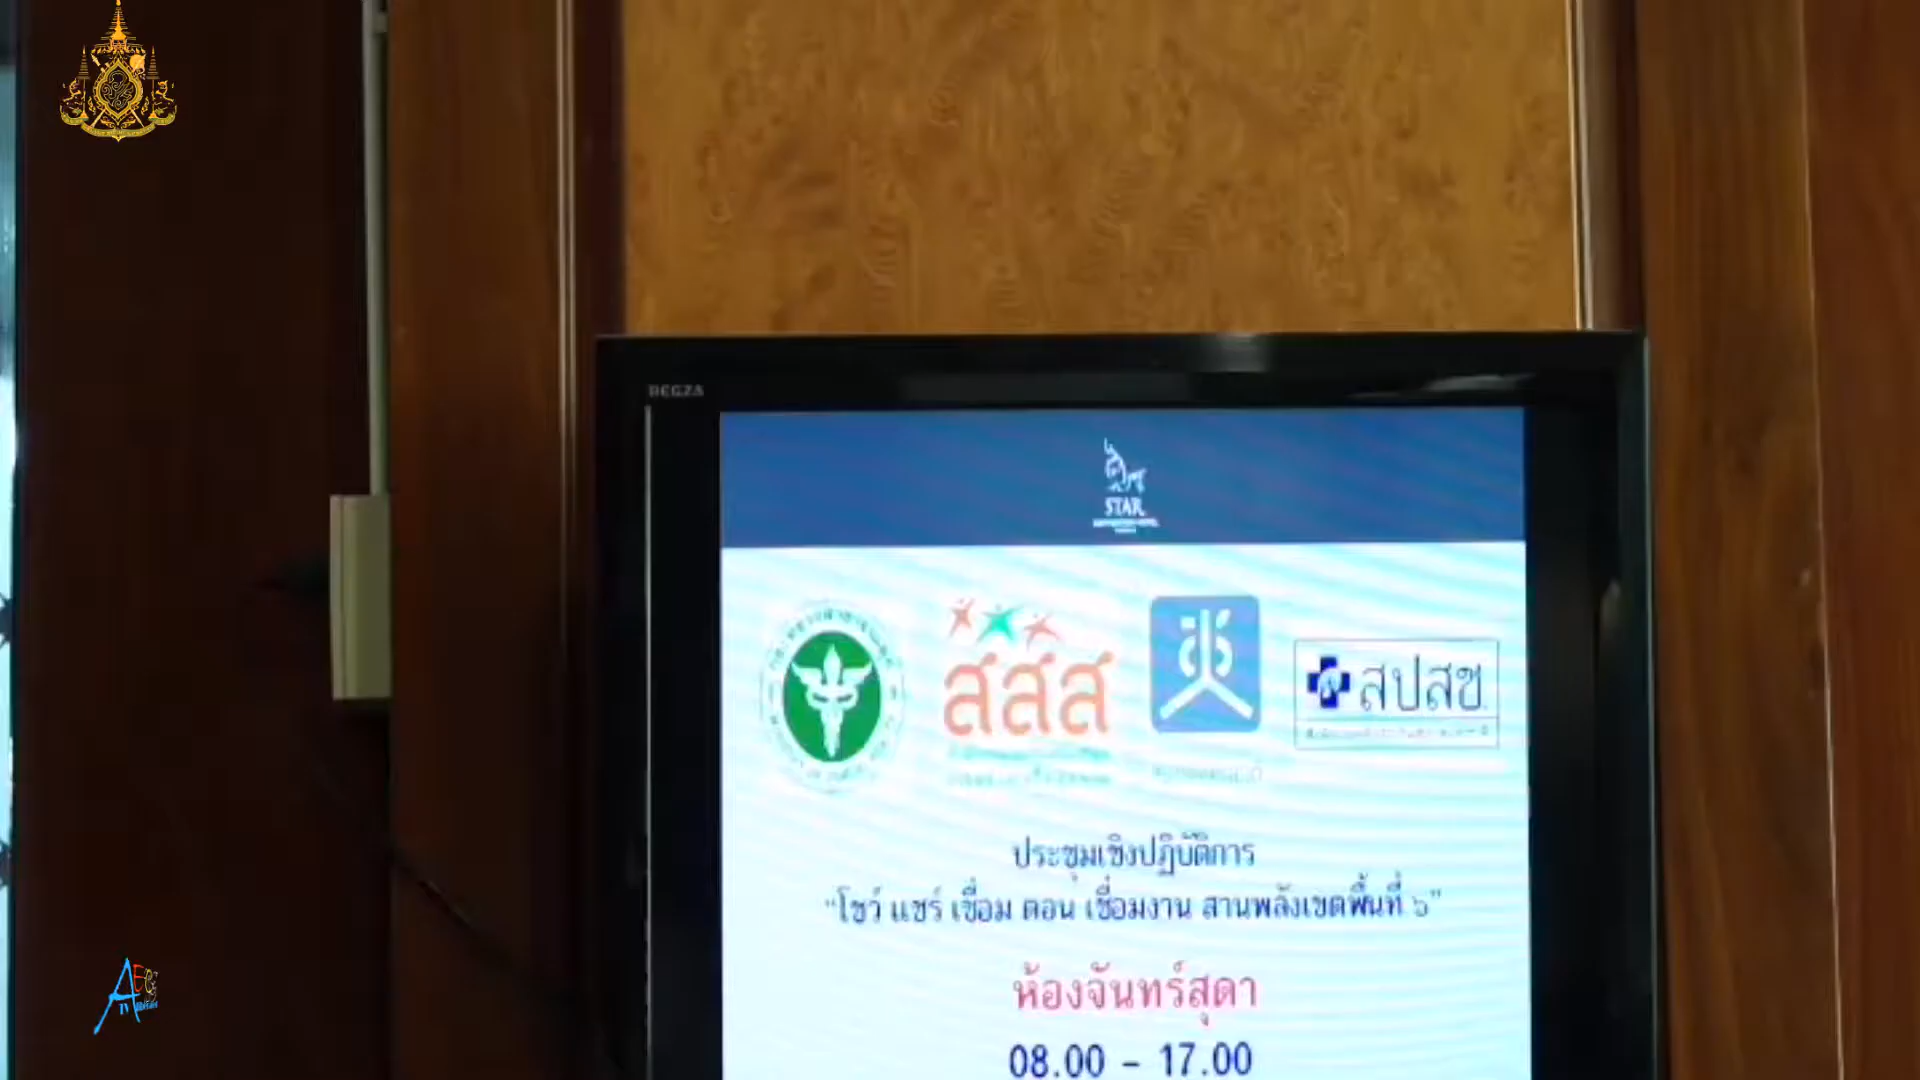 REGZA
STAR
สสส
สปสช
ประชุมเชิงปฏิบัติการ
“โชว์ แชร์ เชื่อม ตอน เชื่อมงาน สานพลังเขตพื้นที่ ๖”
ห้องจันทร์สุดา
08.00 - 17.00